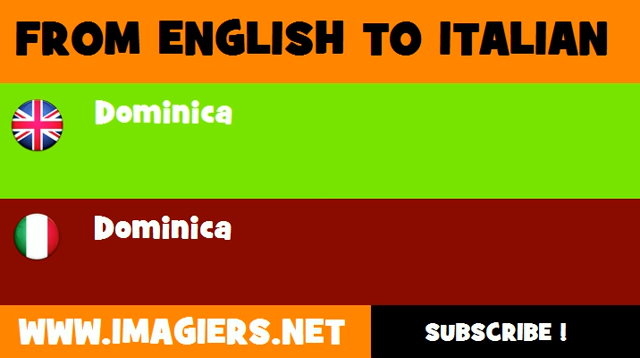 FROM ENGLISH TO ITALIAN
Dominica
Dominica
WWW.IMAGIERS.NET
SUBSCRIBE !